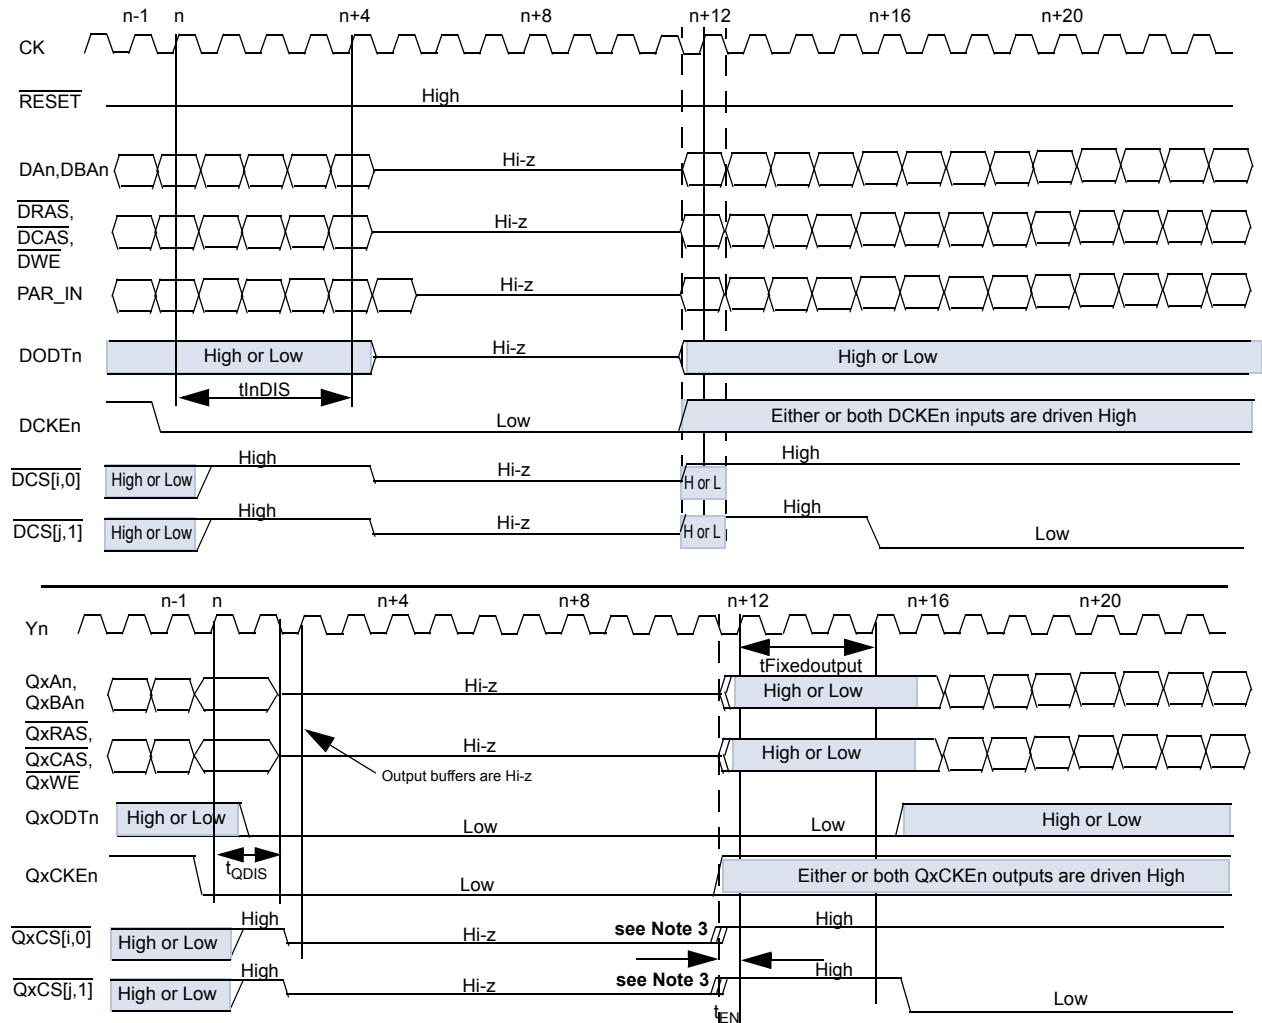 n-1 n n+4 n+8 n+12 n+16 n+20
CK
RESET High
DAn,DBAn Hi-z
DRAS,
DCAS, Hi-z
DWE
PAR_IN Hi-z
DODTn High or Low Hi-z High or Low
tInDIS
DCKEn Low Either or both DCKEn inputs are driven High
DCS[i,0] High or Low High Hi-z H or L High
DCS[j,1] High or Low High Hi-z H or L High Low
n-1 n n+4 n+8 n+12 n+16 n+20
Yn
tFixedoutput
QxAn,
QxBAn Hi-z High or Low
QxRAS,
QxCAS, Hi-z High or Low
QxWE
Output buffers are Hi-z
QxODTn High or Low Low Low High or Low
tQDIS
QxCKEn Low Either or both QxCKEn outputs are driven High
QxCS[i,0] High or Low High Hi-z see Note 3 High
QxCS[j,1] High or Low High Hi-z see Note 3 High Low
tEN